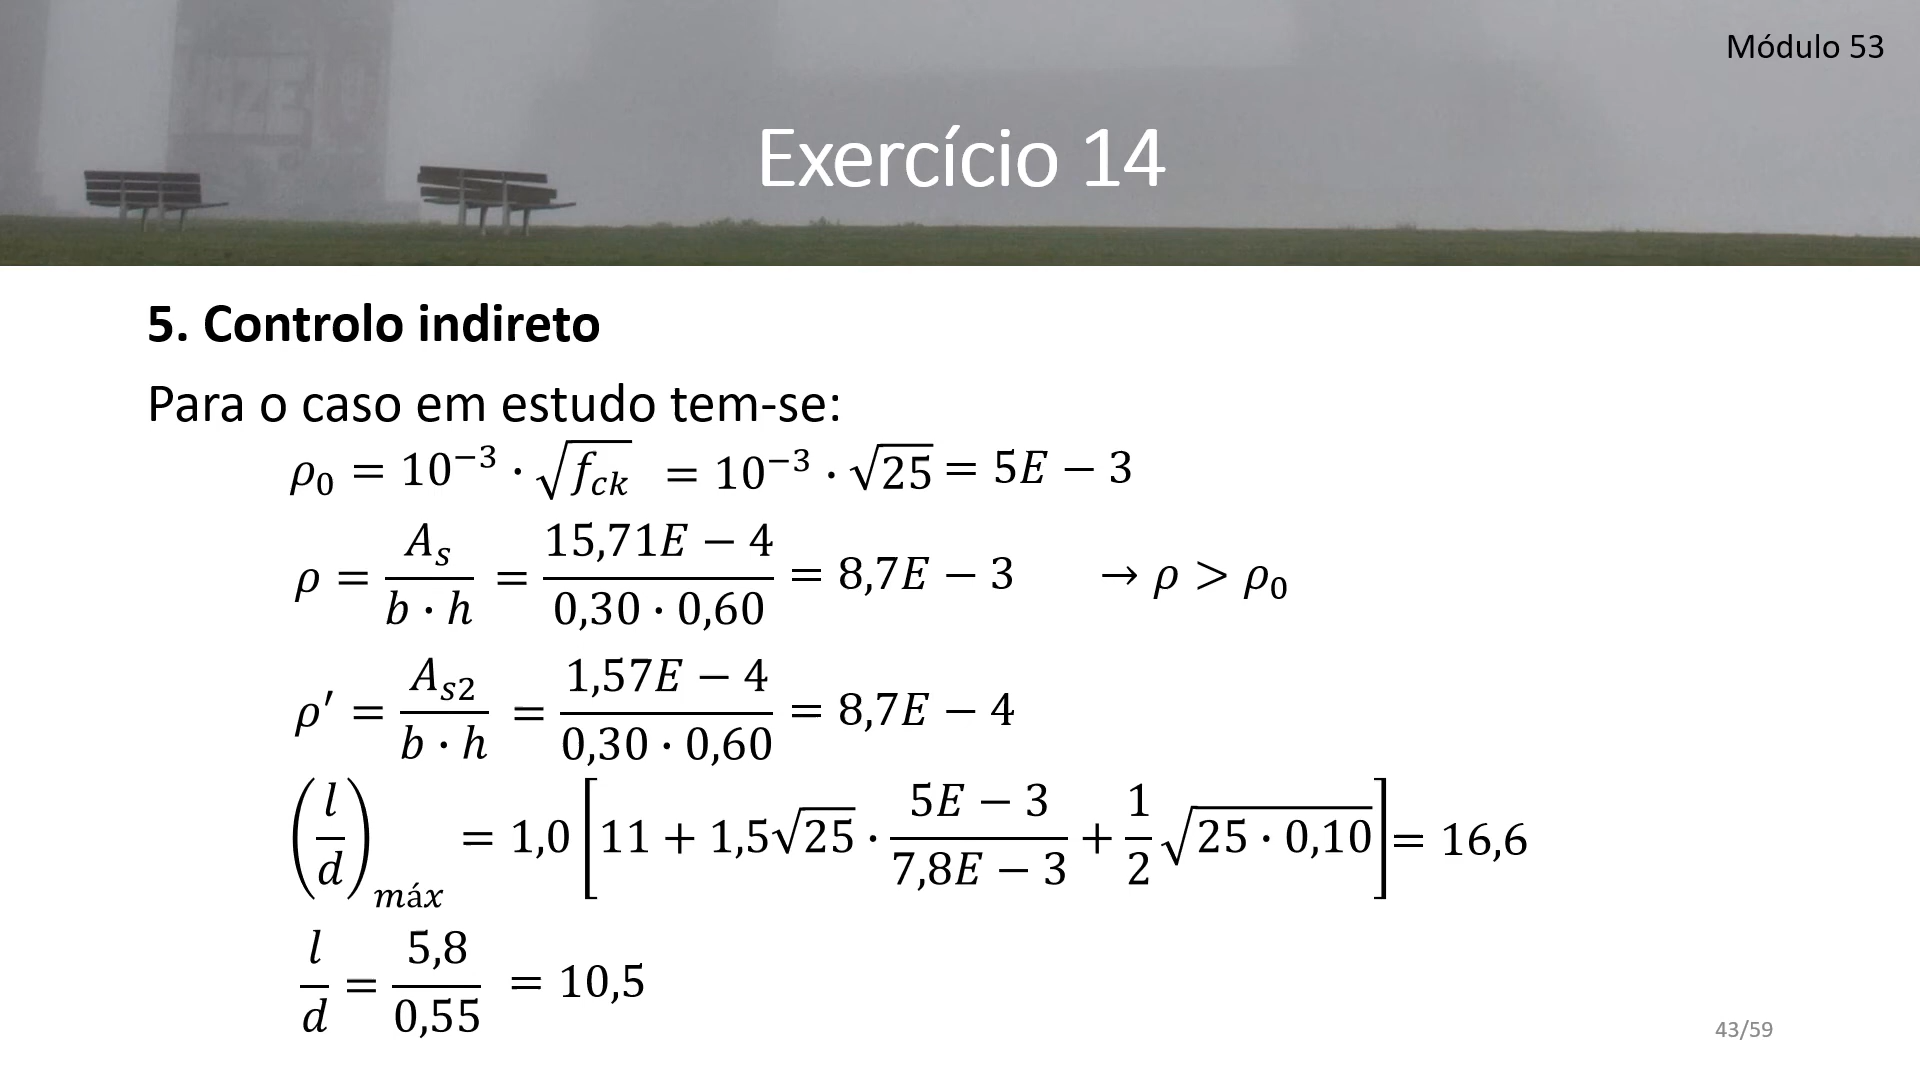 Módulo 53
Exercício 14
5. Controlo indireto
Para o caso em estudo tem-se:
ρ₀ = 10⁻³ · √f_ck = 10⁻³ · √25 = 5E − 3
ρ = A_s / (b · h) = 15,71E − 4 / (0,30 · 0,60) = 8,7E − 3 → ρ > ρ₀
ρ′ = A_s2 / (b · h) = 1,57E − 4 / (0,30 · 0,60) = 8,7E − 4
(l/d)_máx = 1,0 [11 + 1,5√25 · (5E − 3)/(7,8E − 3) + 1/2 √(25 · 0,10)] = 16,6
l/d = 5,8/0,55 = 10,5
43/59